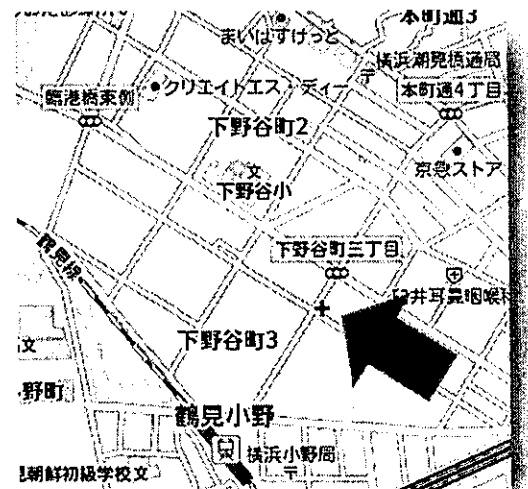 本町通3
まいばすけっと
横浜潮見橋通局
クリエイトエス・ディー
本町通4丁目
臨港橋東側
下野谷町2
京急ストア
文
下野谷小
鶴見線
下野谷町三丁目
井耳鼻咽喉科
下野谷町3
文
野町
鶴見小野
横浜小野局
朝鮮初級学校文